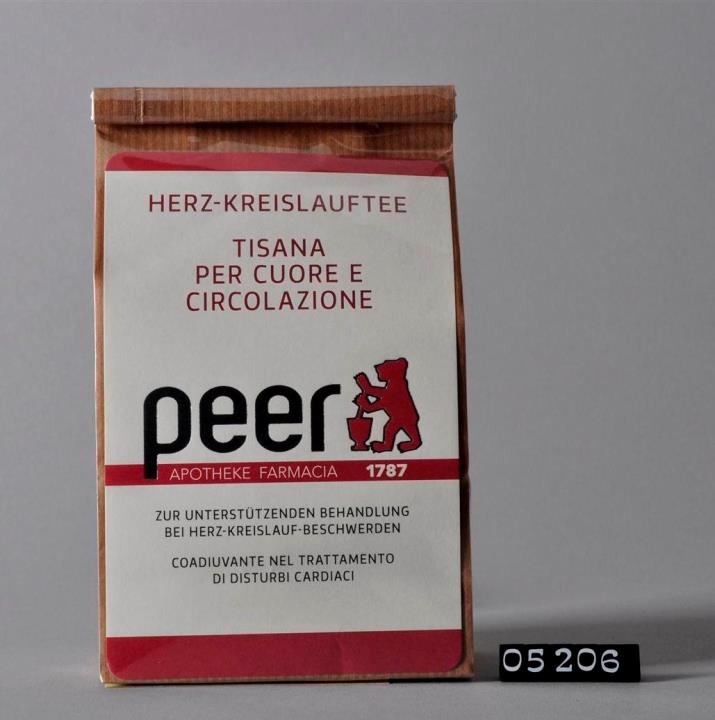 HERZ-KREISLAUFTEE
TISANA
PER CUORE E
CIRCOLAZIONE
peer
APOTHEKE FARMACIA 1787
ZUR UNTERSTÜTZENDEN BEHANDLUNG
BEI HERZ-KREISLAUF-BESCHWERDEN
COADIUVANTE NEL TRATTAMENTO
DI DISTURBI CARDIACI
05 206